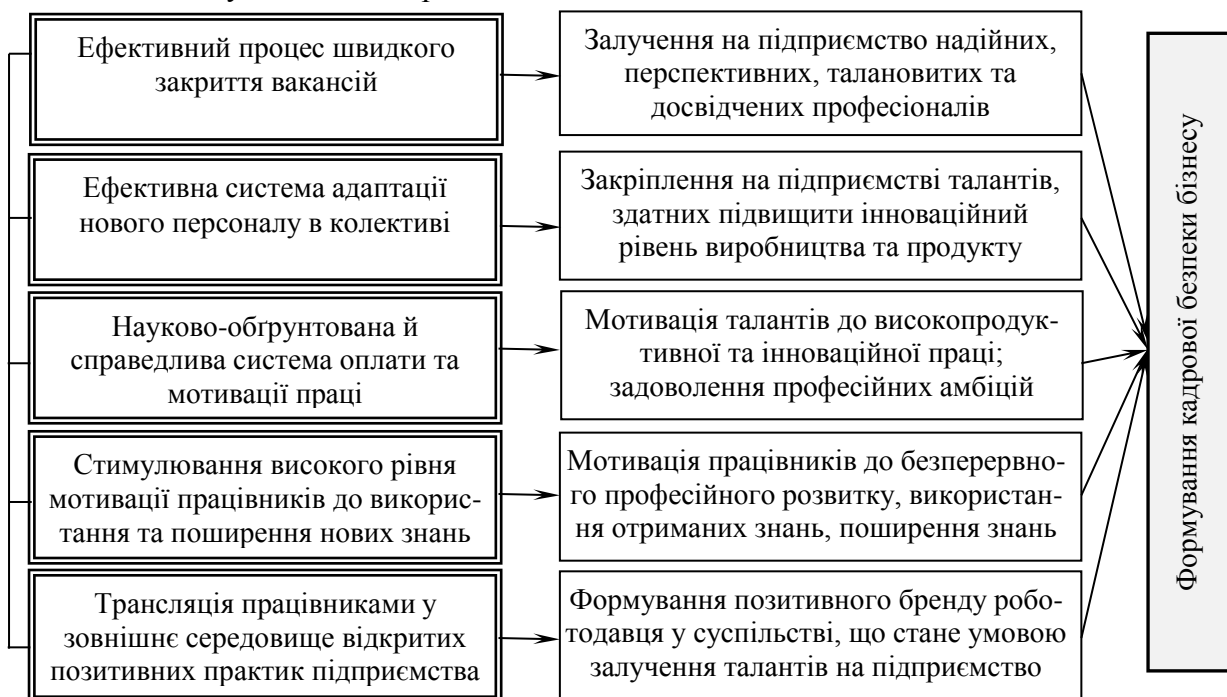 Ефективний процес швидкого
закриття вакансій
Залучення на підприємство надійних,
перспективних, талановитих та
досвідчених професіоналів
Ефективна система адаптації
нового персоналу в колективі
Закріплення на підприємстві талантів,
здатних підвищити інноваційний
рівень виробництва та продукту
Науково-обґрунтована й
справедлива система оплати та
мотивації праці
Мотивація талантів до високопродук-
тивної та інноваційної праці;
задоволення професійних амбіцій
Стимулювання високого рівня
мотивації працівників до викорис-
тання та поширення нових знань
Мотивація працівників до безперервно-
го професійного розвитку, використан-
ня отриманих знань, поширення знань
Трансляція працівниками у
зовнішнє середовище відкритих
позитивних практик підприємства
Формування позитивного бренду робо-
тодавця у суспільстві, що стане умовою
залучення талантів на підприємство
Формування кадрової безпеки бізнесу